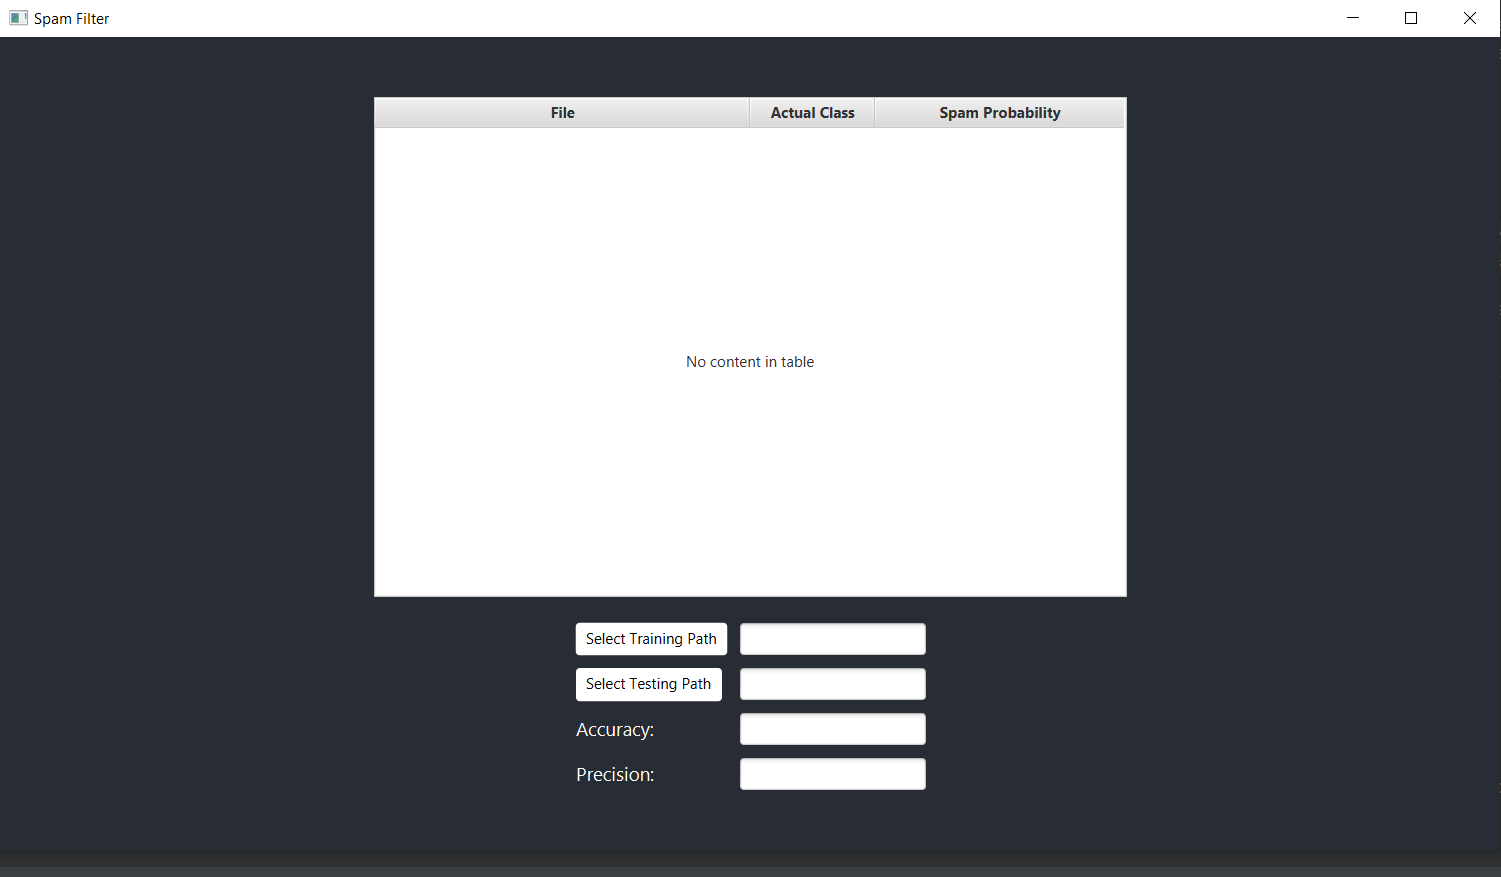 Spam Filter
File Actual Class Spam Probability
No content in table
Select Training Path
Select Testing Path
Accuracy:
Precision: